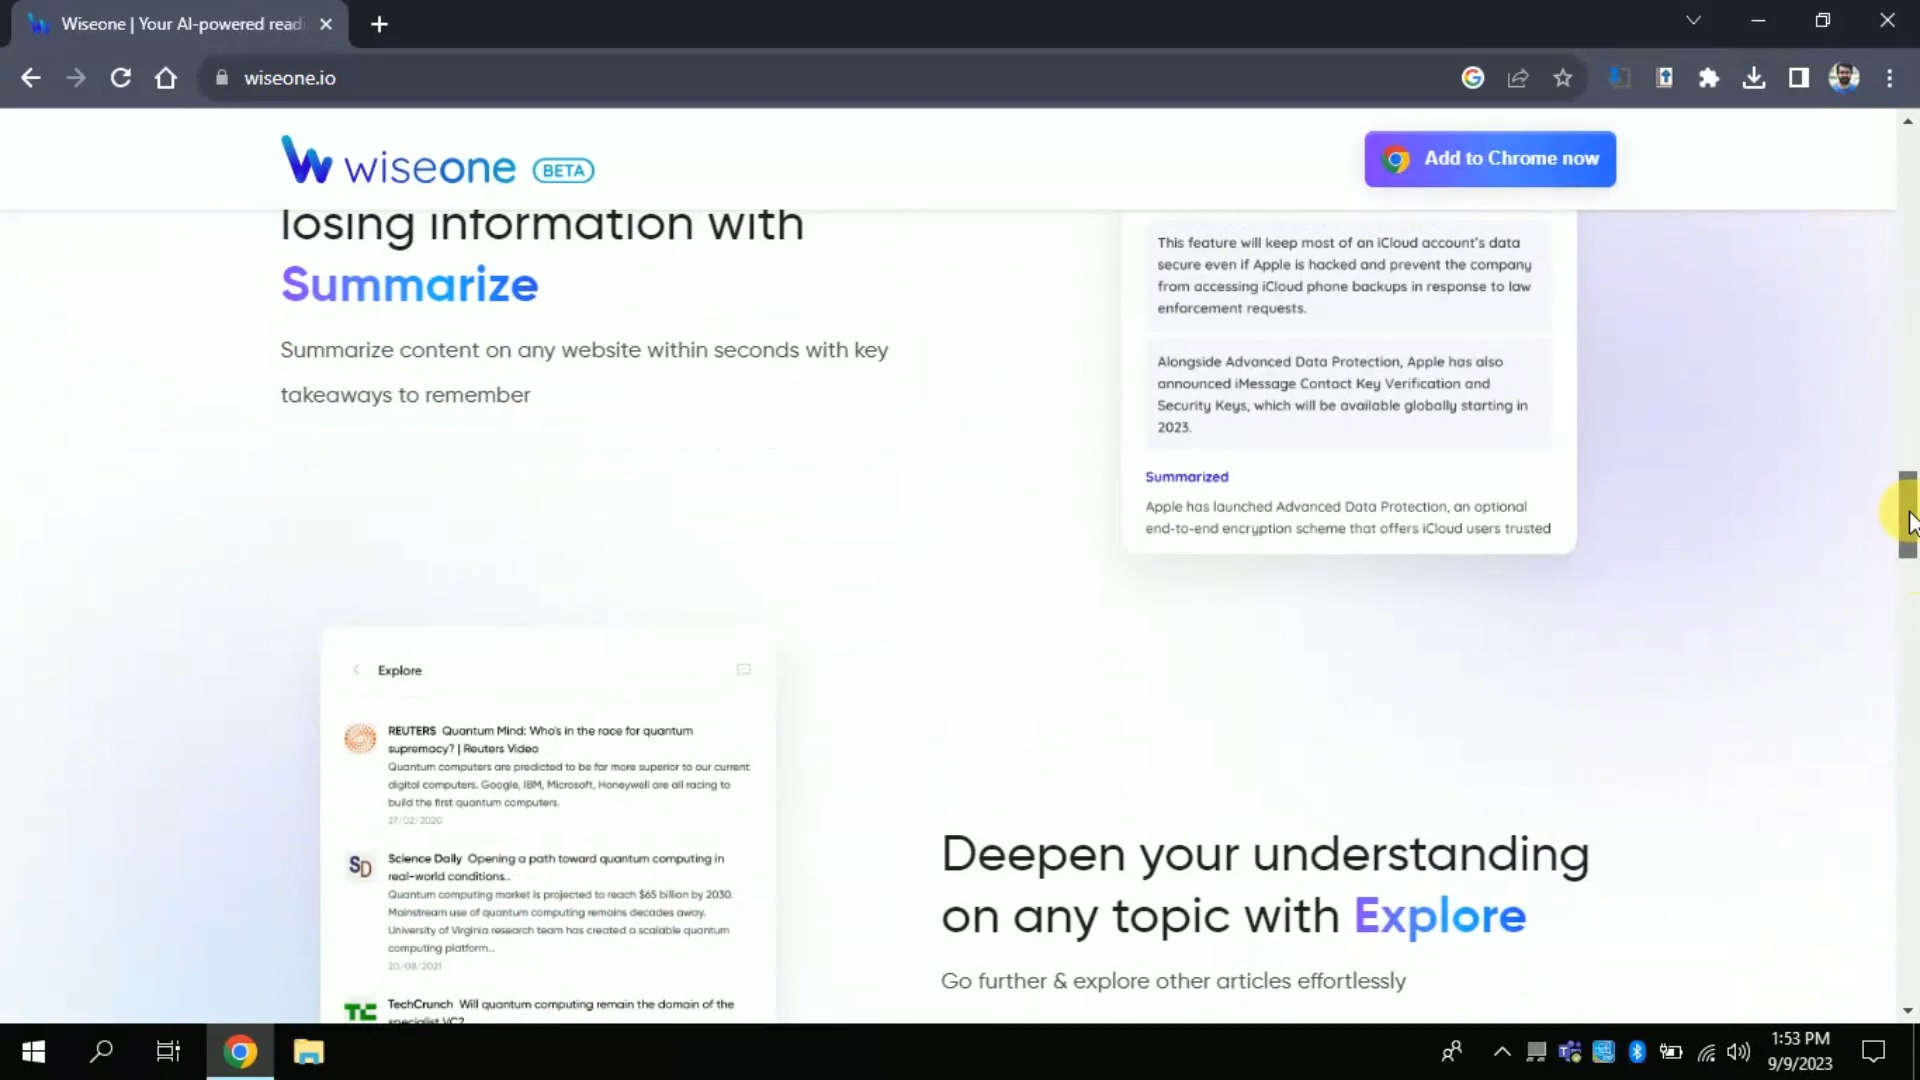 Wiseone | Your AI-powered readi
wiseone.io
wiseone BETA
Add to Chrome now
losing information with
Summarize
Summarize content on any website within seconds with key
takeaways to remember
This feature will keep most of an iCloud account's data
secure even if Apple is hacked and prevent the company
from accessing iCloud phone backups in response to law
enforcement requests.
Alongside Advanced Data Protection, Apple has also
announced iMessage Contact Key Verification and
Security Keys, which will be available globally starting in
2023.
Summarized
Apple has launched Advanced Data Protection, an optional
end-to-end encryption scheme that offers iCloud users trusted
Explore
REUTERS Quantum Mind: Who's in the race for quantum
supremacy? | Reuters Video
Quantum computers are predicted to be far more superior to our current
digital computers. Google, IBM, Microsoft, Honeywell are all racing to
build the first quantum computers.
27/02/2020
SD
Science Daily Opening a path toward quantum computing in
real-world conditions..
Quantum computing market is projected to reach $65 billion by 2030.
Mainstream use of quantum computing remains decades away.
University of Virginia research team has created a scalable quantum
computing platform...
20/08/2021
TC
TechCrunch Will quantum computing remain the domain of the
specialist VC?
Deepen your understanding
on any topic with Explore
Go further & explore other articles effortlessly
1:53 PM
9/9/2023